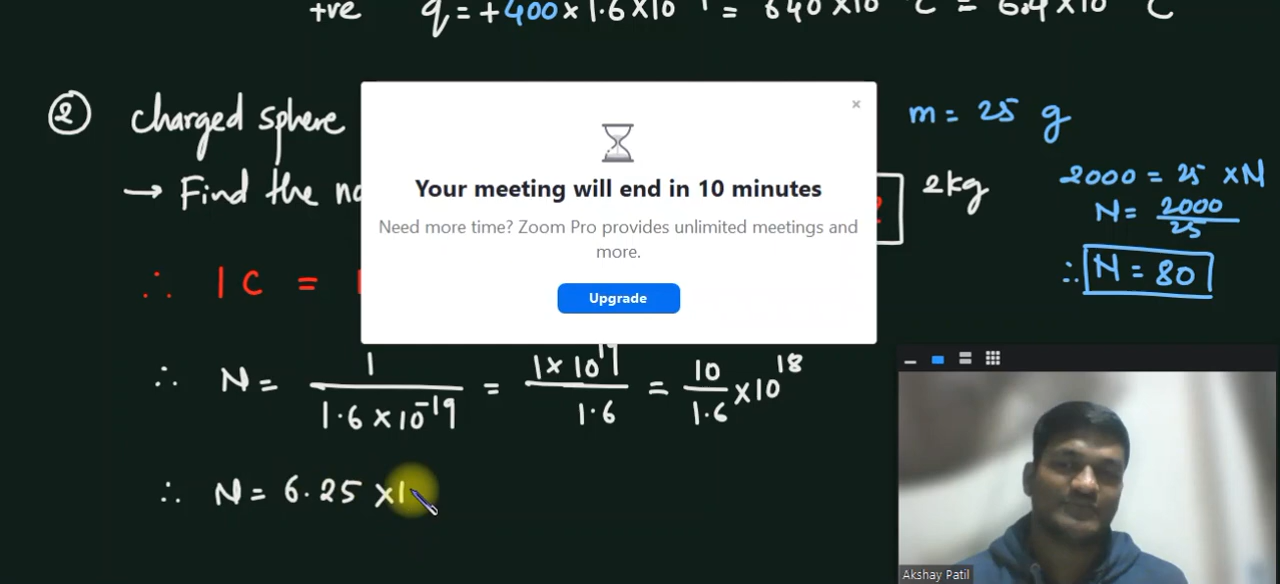 +ve q = +400 × 1.6 × 10 = 640 × 10 C = 6.4 × 10 C
② charged sphere
m = 25 g
→ Find the no
2kg
2000 = 25 × N
N = 2000/25
∴ N = 80
∴ 1 C =
Your meeting will end in 10 minutes
Need more time? Zoom Pro provides unlimited meetings and
more.
Upgrade
∴ N = 1/(1.6 × 10⁻¹⁹) = (1 × 10¹⁹)/1.6 = 10/1.6 × 10¹⁸
∴ N = 6.25 × 1
Akshay Patil